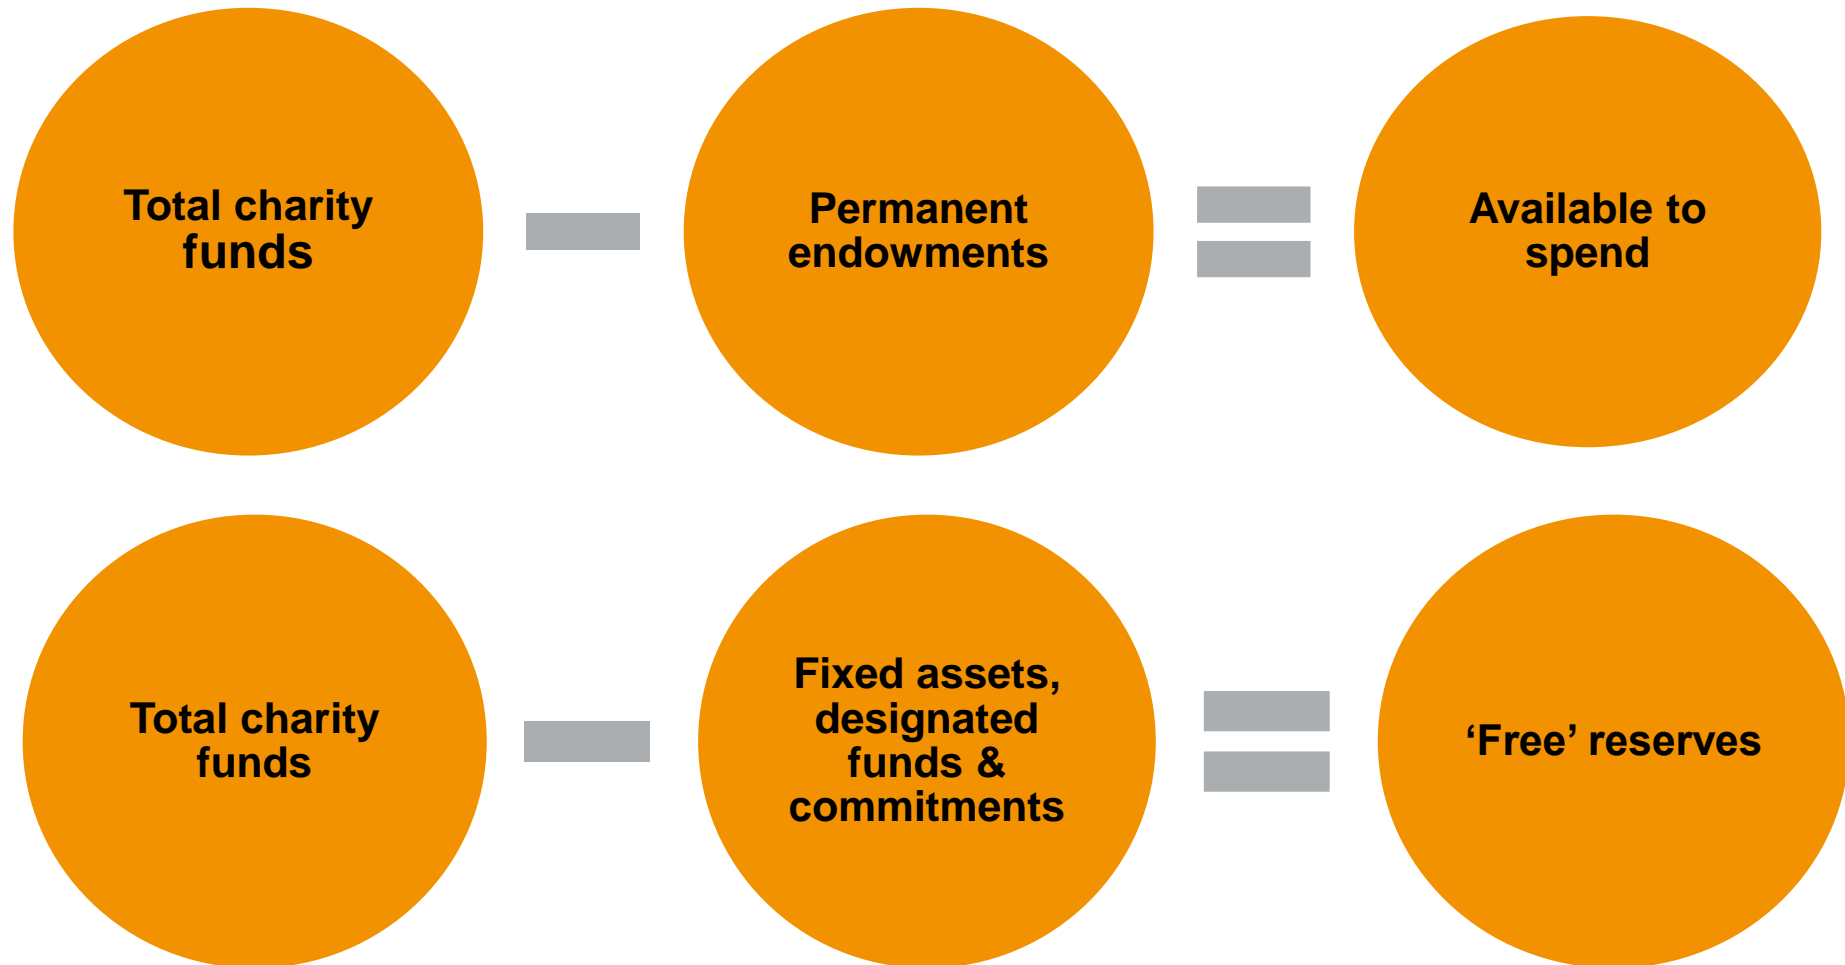 Total charity
funds
Permanent
endowments
Available to
spend
Total charity
funds
Fixed assets,
designated
funds &
commitments
‘Free’ reserves